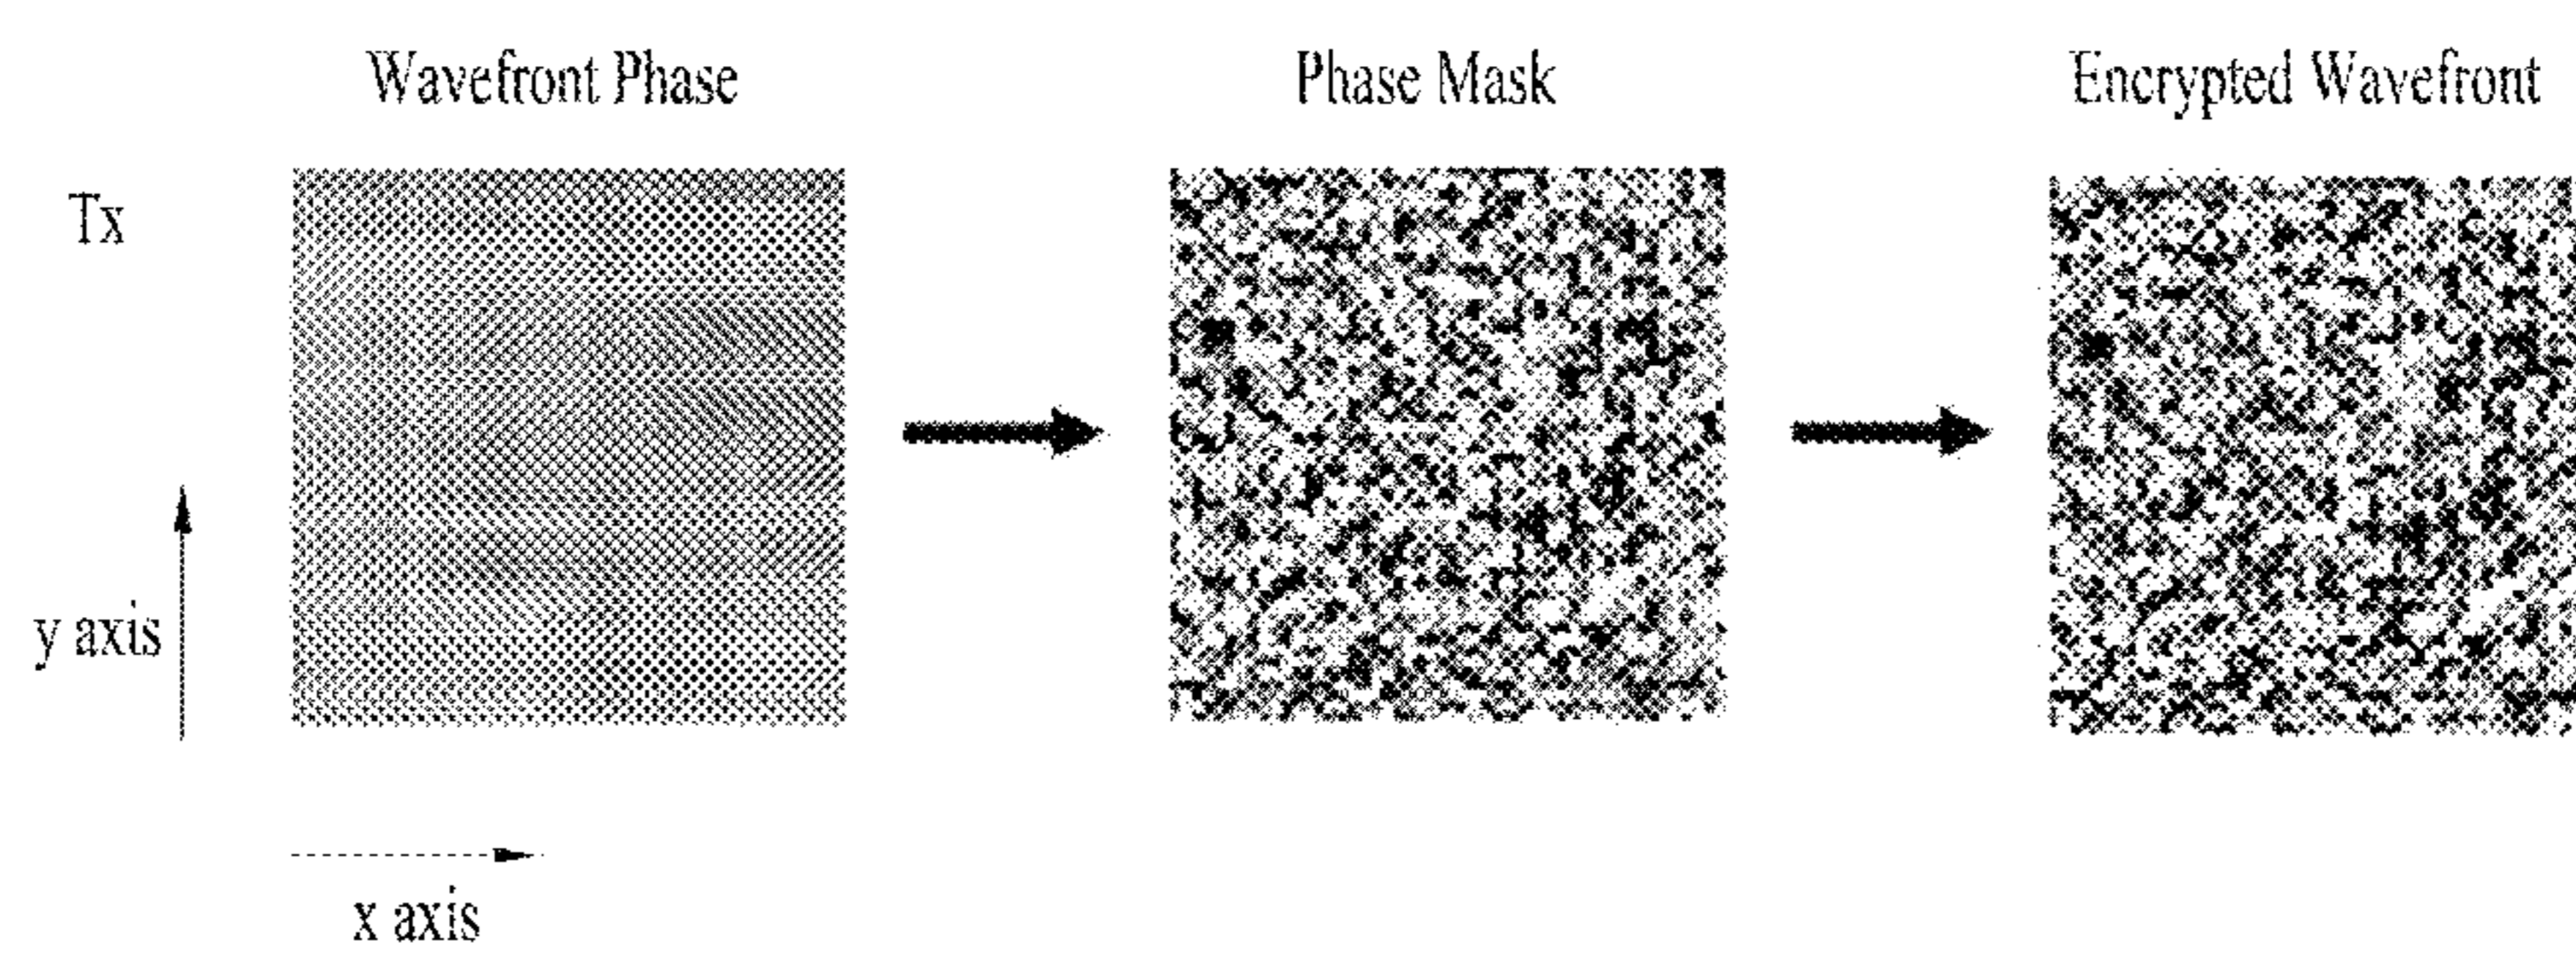 Wavefront Phase
Phase Mask
Encrypted Wavefront
Tx
y axis
x axis